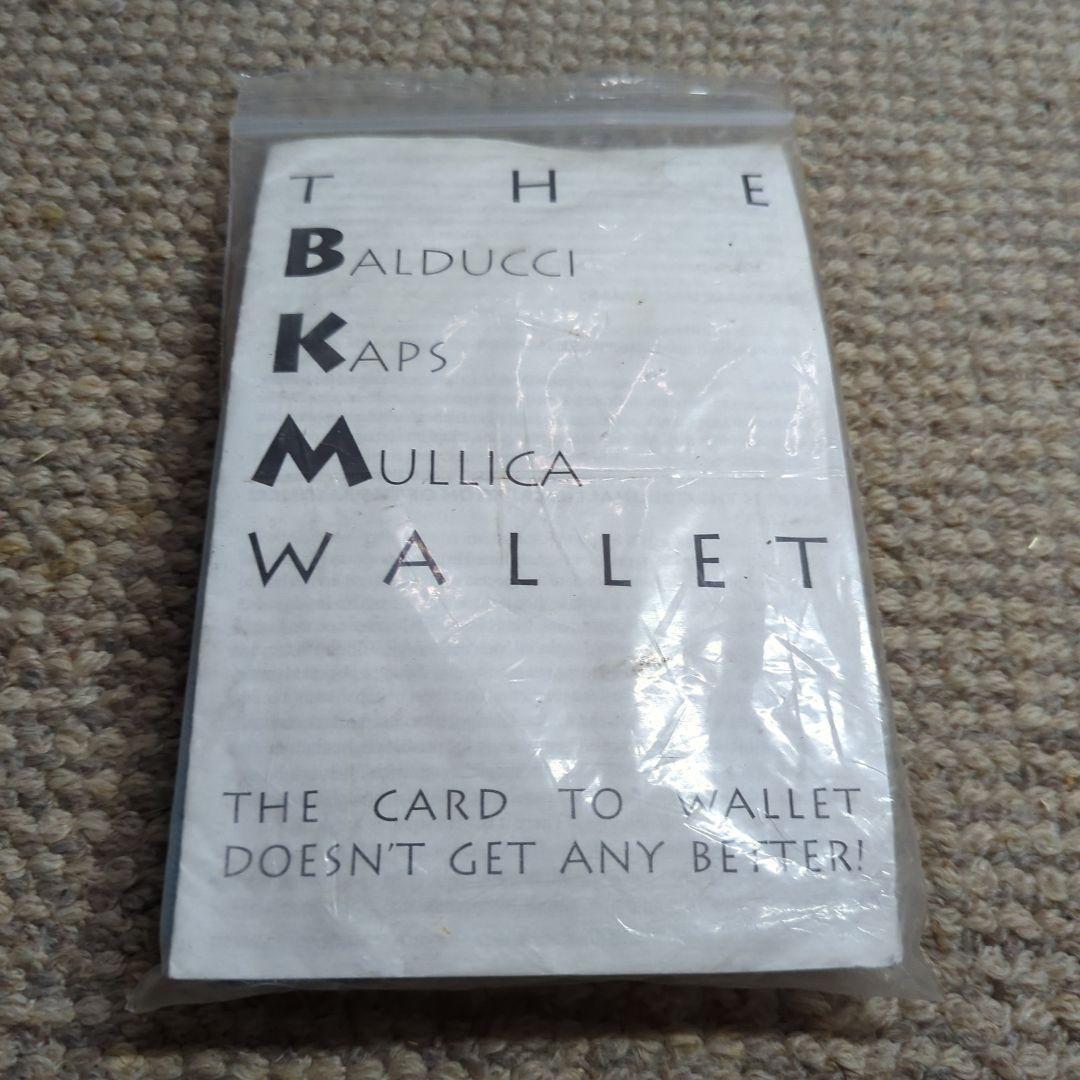 THE
BALDUCCI
KAPS
MULLICA
WALLET
THE CARD TO WALLET
DOESN'T GET ANY BETTER!